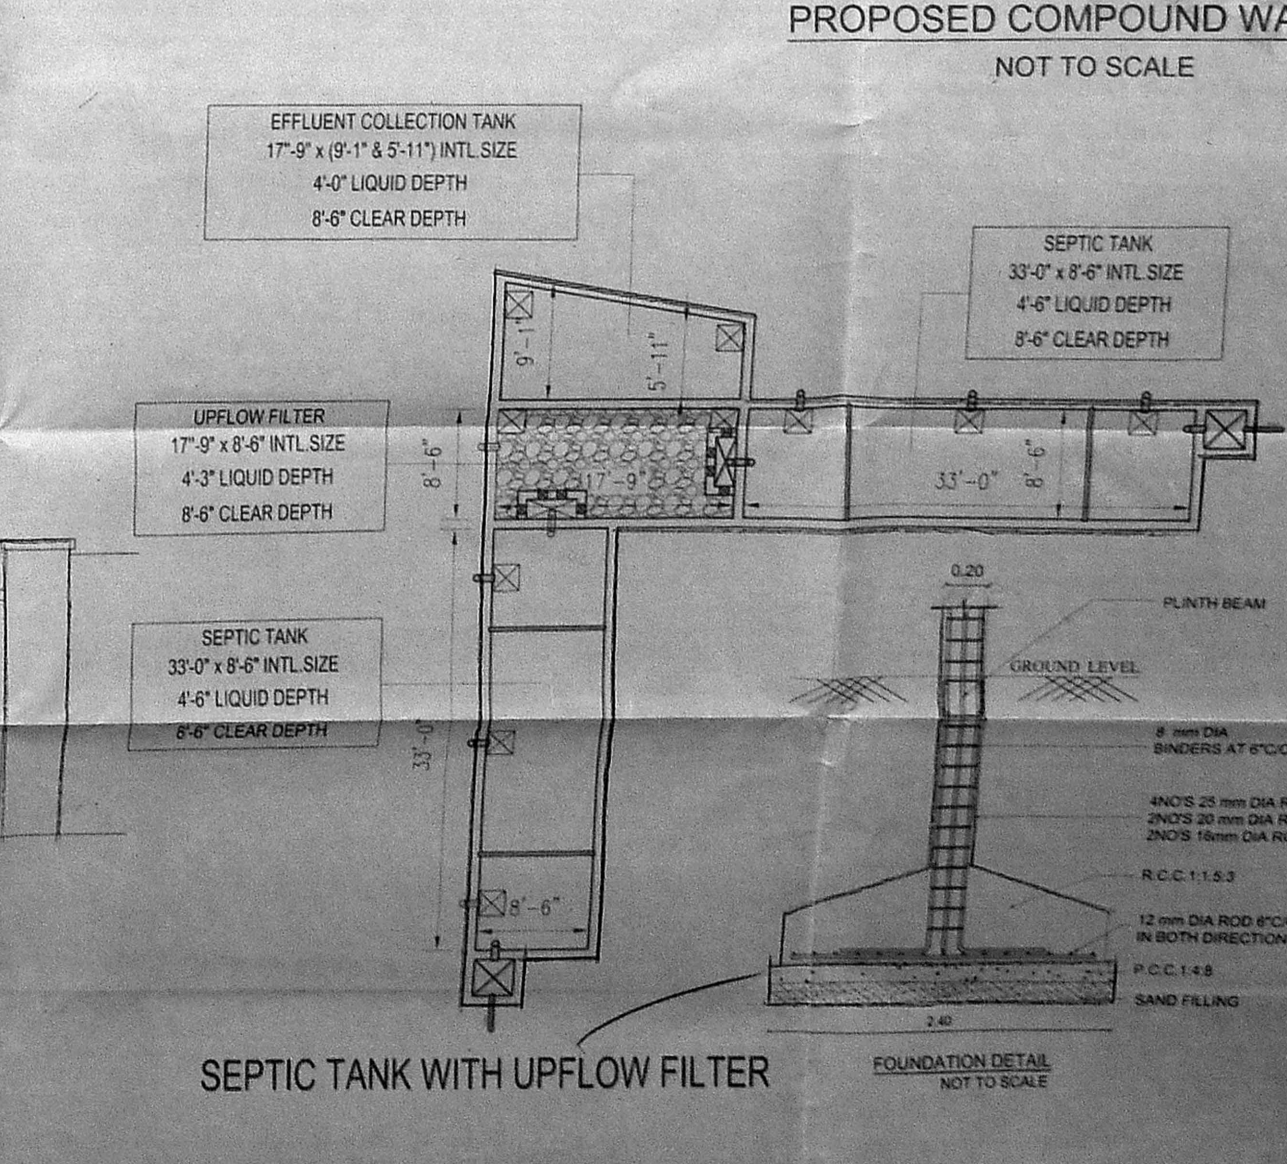 PROPOSED COMPOUND WA
NOT TO SCALE
EFFLUENT COLLECTION TANK
17"-9" x (9'-1" & 5'-11") INTL.SIZE
4'-0" LIQUID DEPTH
8'-6" CLEAR DEPTH
SEPTIC TANK
33'-0" x 8'-6" INTL.SIZE
4'-6" LIQUID DEPTH
8'-6" CLEAR DEPTH
9'-1"
5'-11"
UPFLOW FILTER
17"-9" x 8'-6" INTL.SIZE
4'-3" LIQUID DEPTH
8'-6" CLEAR DEPTH
8'-6"
17'-9"
33'-0"
8'-6"
SEPTIC TANK
33'-0" x 8'-6" INTL.SIZE
4'-6" LIQUID DEPTH
8'-6" CLEAR DEPTH
33'-0"
8'-6"
0.20
PLINTH BEAM
GROUND LEVEL
8 mm DIA
BINDERS AT 6"C/C
4NO'S 25 mm DIA R
2NO'S 20 mm DIA R
2NO'S 16mm DIA R
R.C.C.1:1.5:3
12 mm DIA ROD 6"C/
IN BOTH DIRECTION
P.C.C.1:4:8
SAND FILLING
2.40
FOUNDATION DETAIL
NOT TO SCALE
SEPTIC TANK WITH UPFLOW FILTER